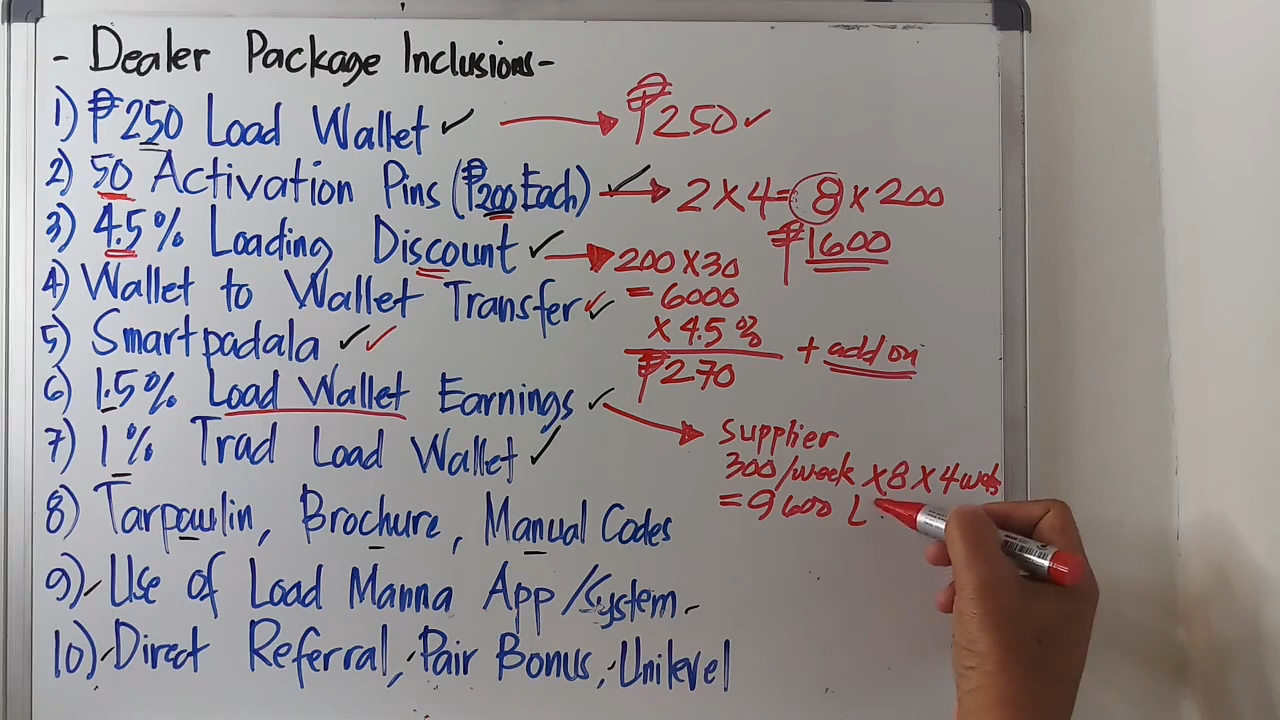 - Dealer Package Inclusions -
1) ₱250 Load Wallet ✓ → ₱250 ✓
2) 50 Activation Pins (₱200 Each) ✓ → 2 x 4 = 8 x 200
₱1600
3) 4.5% Loading Discount ✓ → 200 x 30
= 6000
x 4.5%
₱270 + add on
4) Wallet to Wallet Transfer ✓
5) Smartpadala ✓✓
6) 1.5% Load Wallet Earnings ✓ → Supplier
300/week x 8 x 4 wks
= 9600 L
7) 1% Trad Load Wallet ✓
8) Tarpaulin, Brochure, Manual Codes
9) Use of Load Manna App/System
10) Direct Referral, Pair Bonus, Unilevel